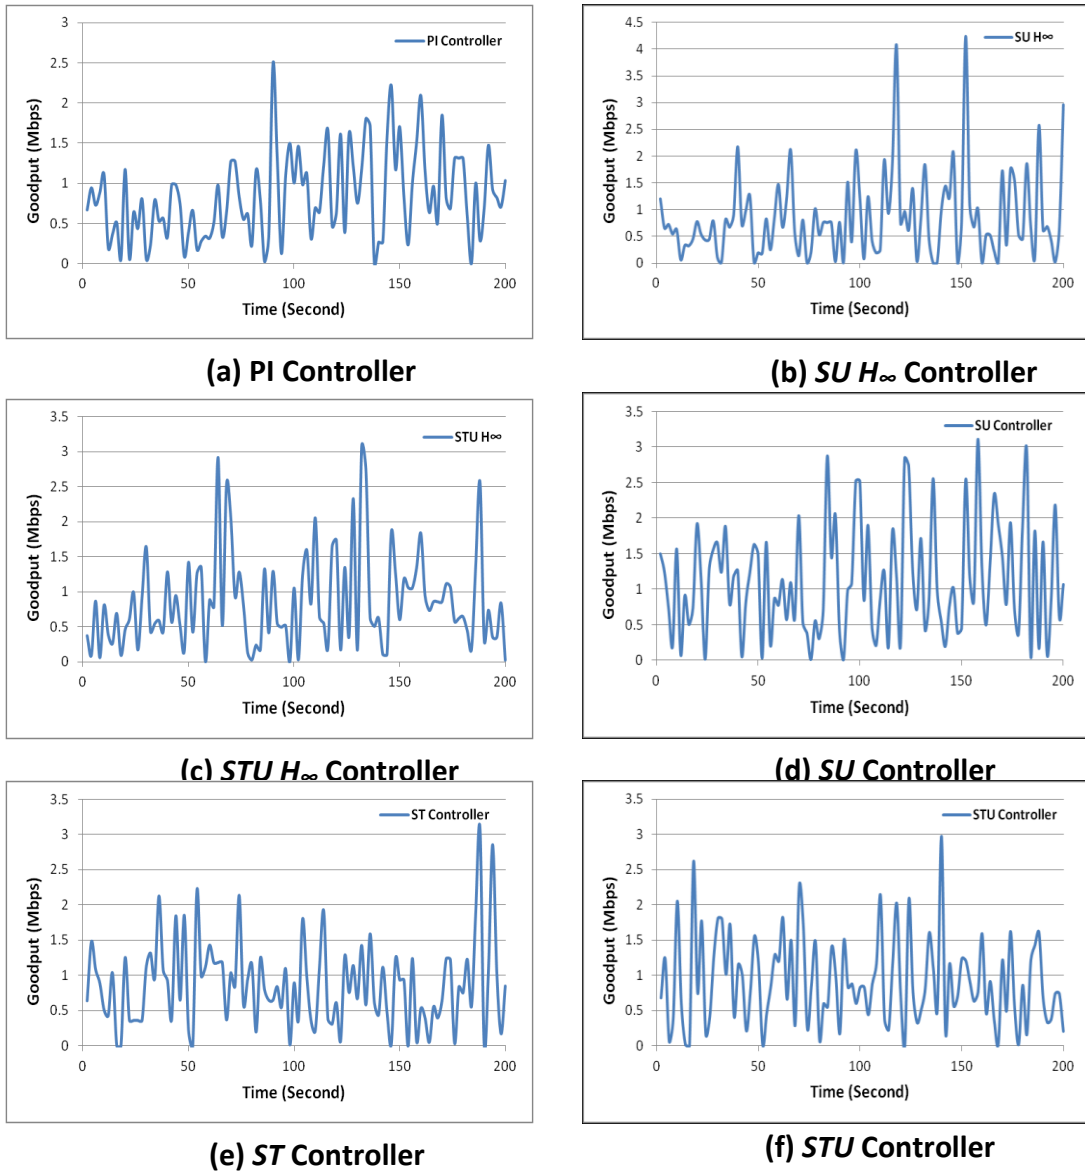 3
2.5
2
1.5
1
0.5
0
Goodput (Mbps)
PI Controller
0 50 100 150 200
Time (Second)
(a) PI Controller
4.5
4
3.5
3
2.5
2
1.5
1
0.5
0
Goodput (Mbps)
SU H∞
0 50 100 150 200
Time (Second)
(b) SU H∞ Controller
3.5
3
2.5
2
1.5
1
0.5
0
Goodput (Mbps)
STU H∞
0 50 100 150 200
Time (Second)
(c) STU H∞ Controller
3.5
3
2.5
2
1.5
1
0.5
0
Goodput (Mbps)
SU Controller
0 50 100 150 200
Time (Second)
(d) SU Controller
3.5
3
2.5
2
1.5
1
0.5
0
Goodput (Mbps)
ST Controller
0 50 100 150 200
Time (Second)
(e) ST Controller
3.5
3
2.5
2
1.5
1
0.5
0
Goodput (Mbps)
STU Controller
0 50 100 150 200
Time (Second)
(f) STU Controller